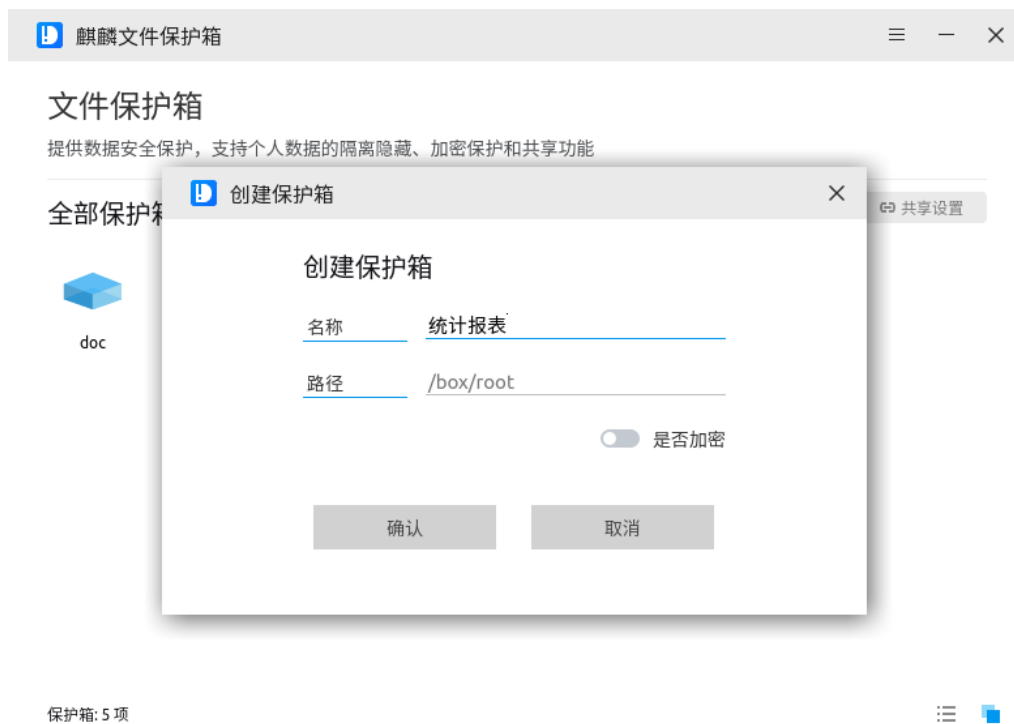 麒麟文件保护箱
文件保护箱
提供数据安全保护，支持个人数据的隔离隐藏、加密保护和共享功能
全部保护箱
共享设置
doc
创建保护箱
创建保护箱
名称 统计报表
路径 /box/root
是否加密
确认 取消
保护箱: 5 项